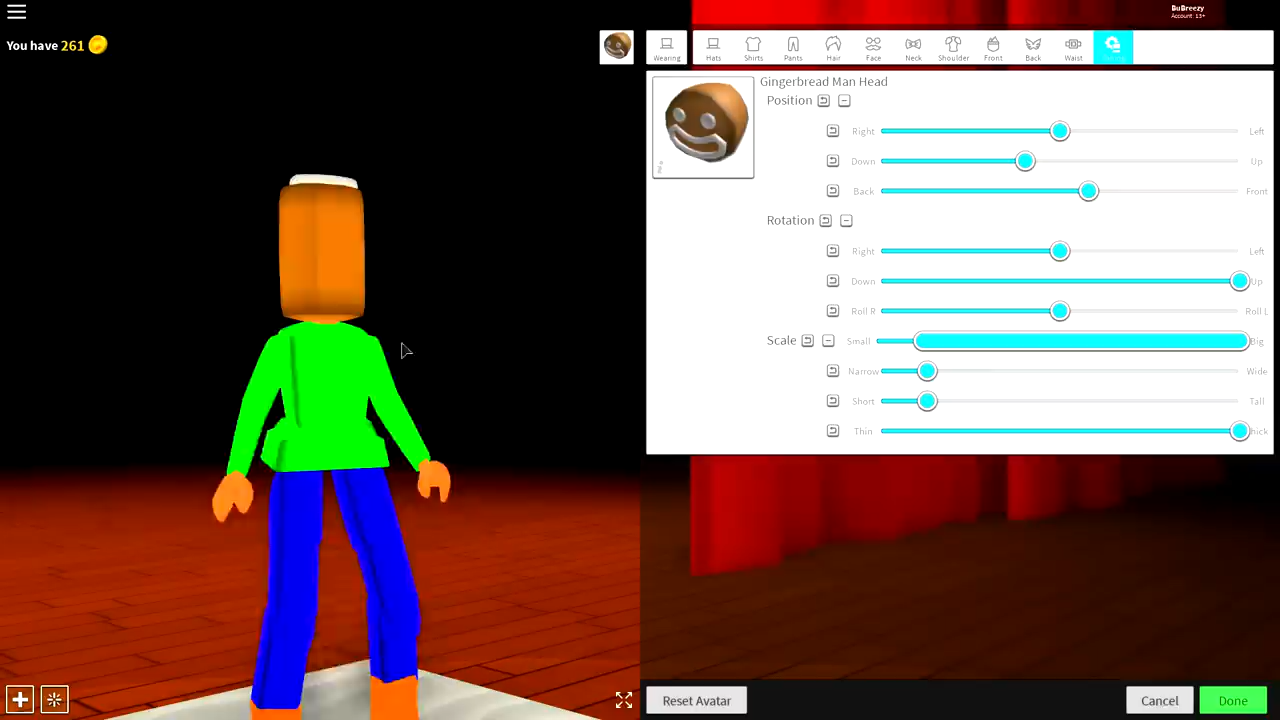 BuBreezy
Account: 13+
You have 261
Wearing
Hats
Shirts
Pants
Hair
Face
Neck
Shoulder
Front
Back
Waist
Gingerbread Man Head
Position
Right
Left
Down
Up
Back
Front
Rotation
Right
Left
Down
Up
Roll R
Roll L
Scale
Small
Big
Narrow
Wide
Short
Tall
Thin
hick
Reset Avatar
Cancel
Done